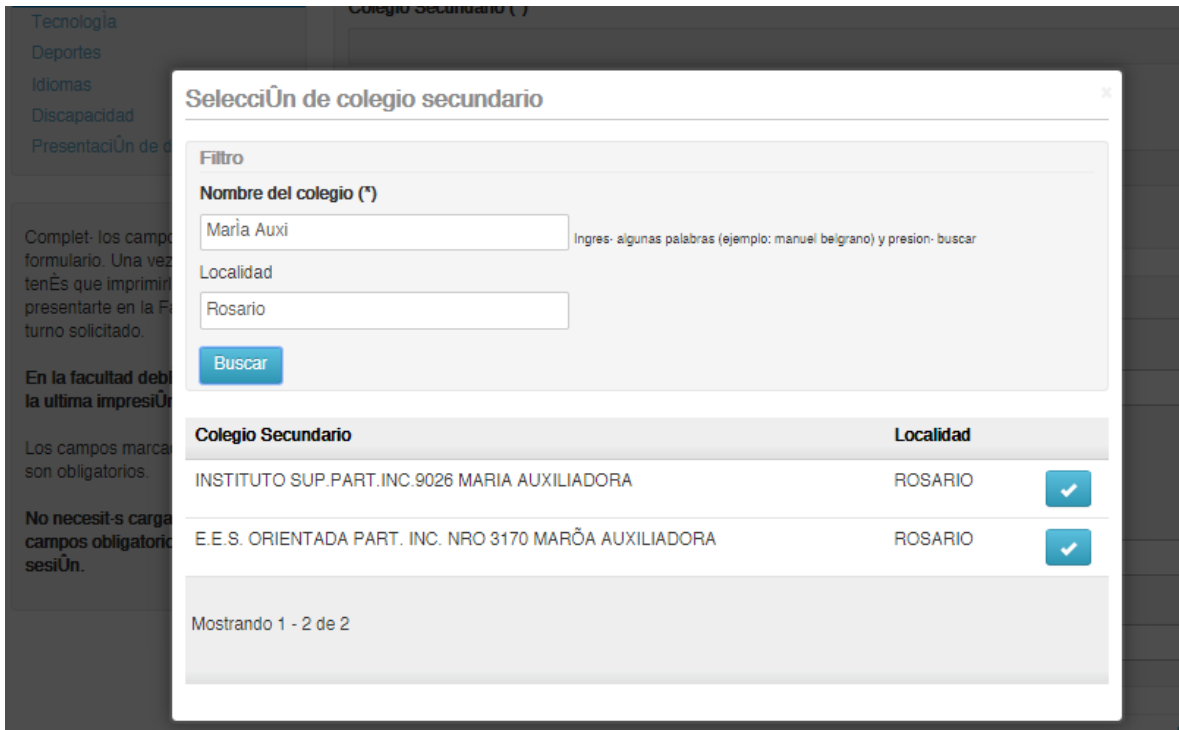 TecnologÌa
Deportes
Idiomas
Discapacidad
PresentaciÛn de d
Complet· los campo
formulario. Una vez
tenÈs que imprimirl
presentarte en la Fa
turno solicitado.
En la facultad deb
la ultima impresiÛn
Los campos marca
son obligatorios.
No necesit·s carga
campos obligatorio
sesiÛn.
Colegio Secundario (*)
SelecciÛn de colegio secundario
×
Filtro
Nombre del colegio (*)
MarÌa Auxi
Ingres· algunas palabras (ejemplo: manuel belgrano) y presion· buscar
Localidad
Rosario
Buscar
Colegio Secundario Localidad
INSTITUTO SUP.PART.INC.9026 MARIA AUXILIADORA ROSARIO
E.E.S. ORIENTADA PART. INC. NRO 3170 MARÕA AUXILIADORA ROSARIO
Mostrando 1 - 2 de 2